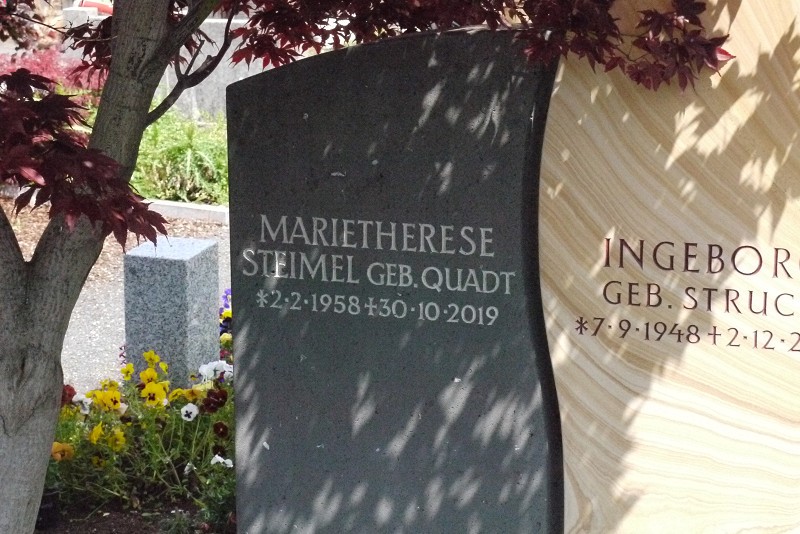 MARIETHERESE
STEIMEL GEB. QUADT
*2·2·1958 †30·10·2019
INGEBOR
GEB. STRUC
*7·9·1948 †2·12·2